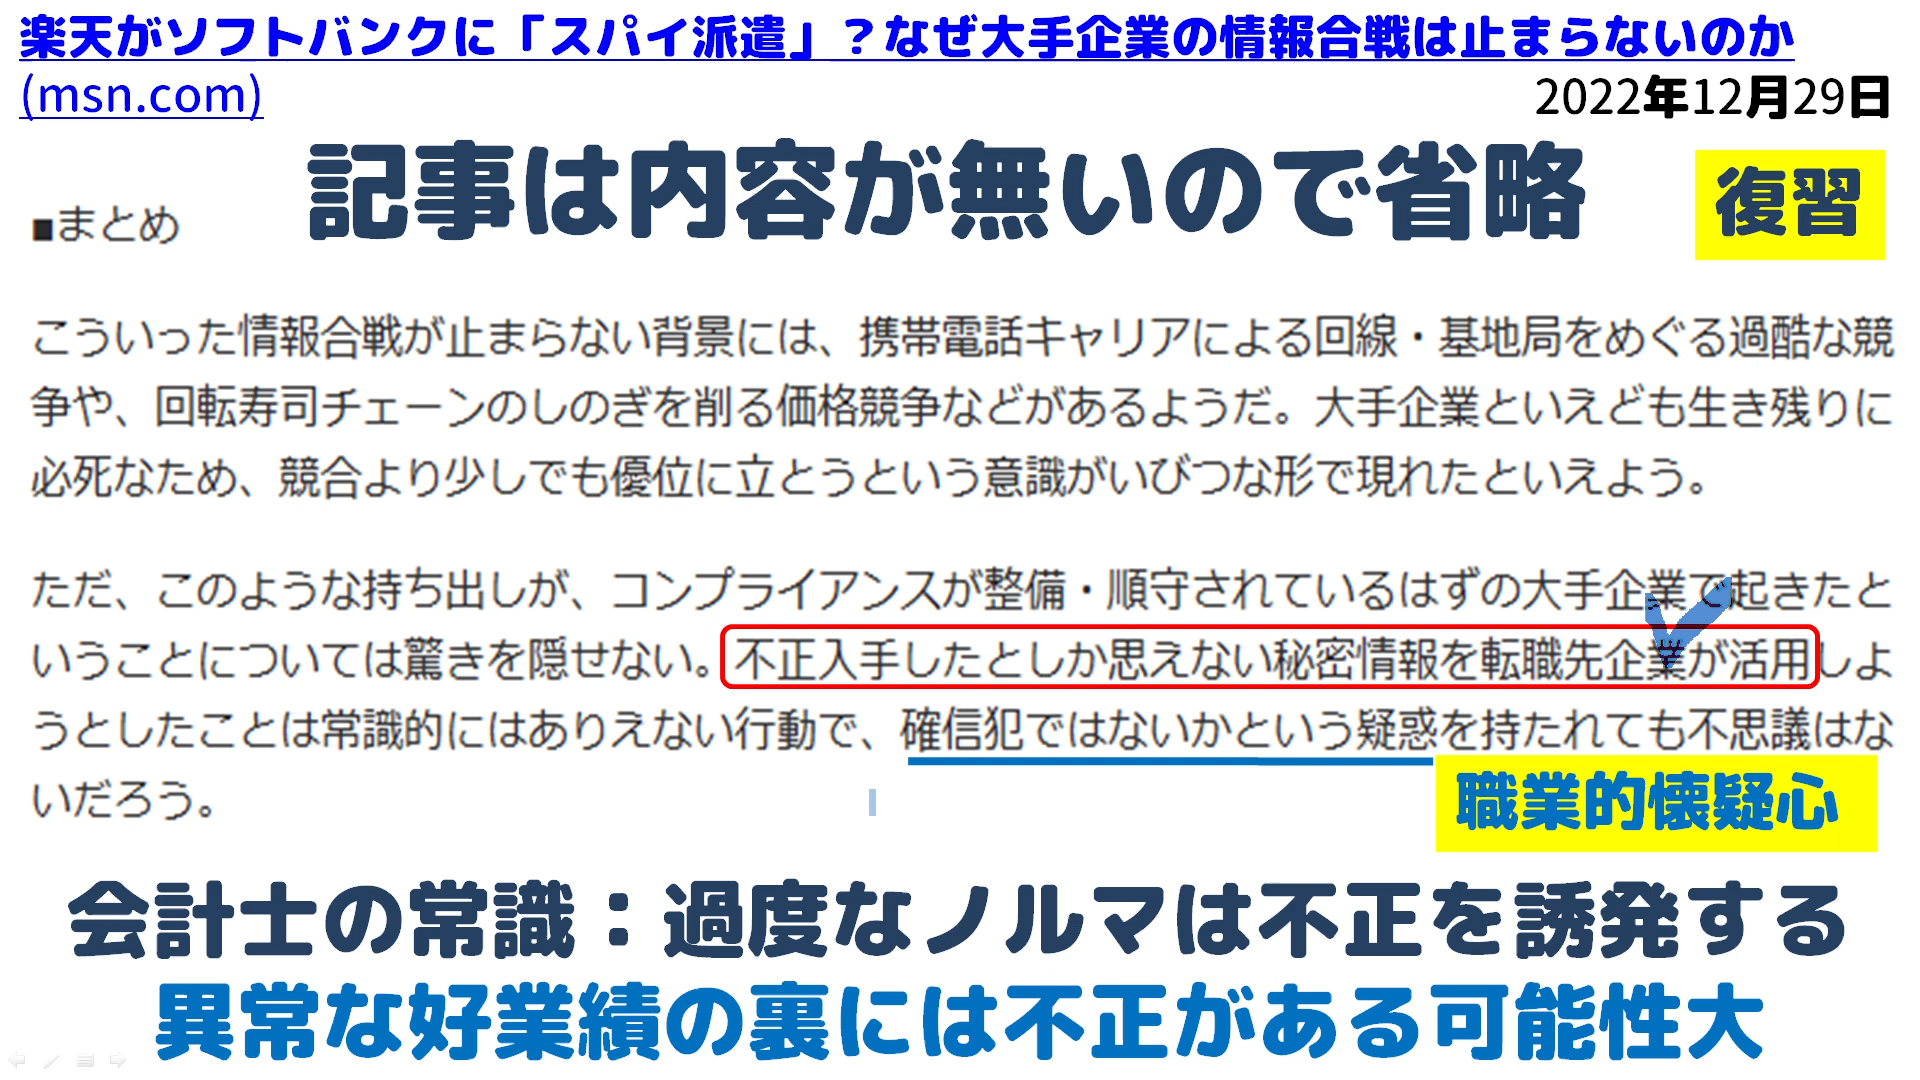 楽天がソフトバンクに「スパイ派遣」？なぜ大手企業の情報合戦は止まらないのか
(msn.com)
2022年12月29日
記事は内容が無いので省略
復習
■まとめ
こういった情報合戦が止まらない背景には、携帯電話キャリアによる回線・基地局をめぐる過酷な競
争や、回転寿司チェーンのしのぎを削る価格競争などがあるようだ。大手企業といえども生き残りに
必死なため、競合より少しでも優位に立とうという意識がいびつな形で現れたといえよう。
ただ、このような持ち出しが、コンプライアンスが整備・順守されているはずの大手企業で起きたと
いうことについては驚きを隠せない。不正入手したとしか思えない秘密情報を転職先企業が活用しよ
うとしたことは常識的にはありえない行動で、確信犯ではないかという疑惑を持たれても不思議はな
いだろう。
職業的懐疑心
会計士の常識：過度なノルマは不正を誘発する
異常な好業績の裏には不正がある可能性大